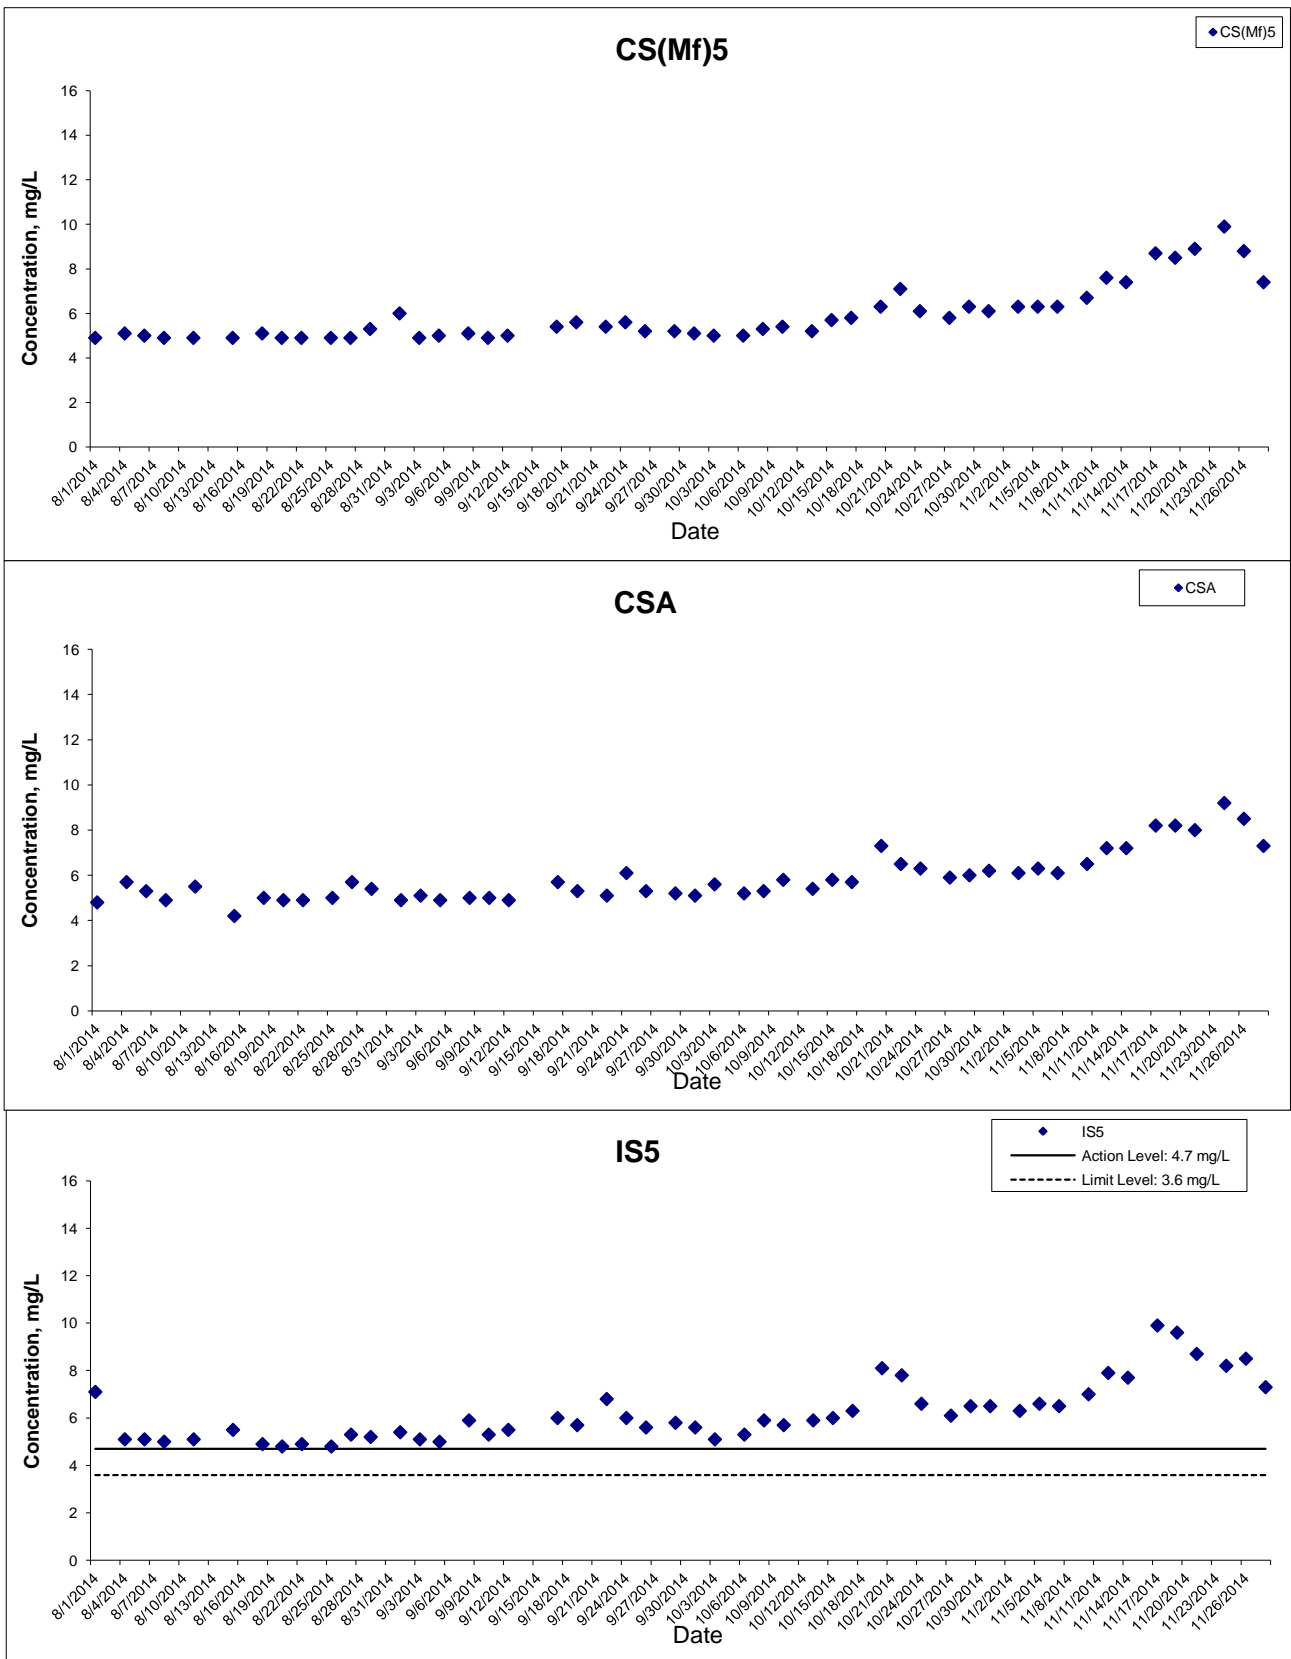 CS(Mf)5
CS(Mf)5
Concentration, mg/L
16
14
12
10
8
6
4
2
0
8/1/2014 8/4/2014 8/7/2014 8/10/2014 8/13/2014 8/16/2014 8/19/2014 8/22/2014 8/25/2014 8/28/2014 8/31/2014 9/3/2014 9/6/2014 9/9/2014 9/12/2014 9/15/2014 9/18/2014 9/21/2014 9/24/2014 9/27/2014 9/30/2014 10/3/2014 10/6/2014 10/9/2014 10/12/2014 10/15/2014 10/18/2014 10/21/2014 10/24/2014 10/27/2014 10/30/2014 11/2/2014 11/5/2014 11/8/2014 11/11/2014 11/14/2014 11/17/2014 11/20/2014 11/23/2014 11/26/2014
Date
CSA
CSA
Concentration, mg/L
16
14
12
10
8
6
4
2
0
8/1/2014 8/4/2014 8/7/2014 8/10/2014 8/13/2014 8/16/2014 8/19/2014 8/22/2014 8/25/2014 8/28/2014 8/31/2014 9/3/2014 9/6/2014 9/9/2014 9/12/2014 9/15/2014 9/18/2014 9/21/2014 9/24/2014 9/27/2014 9/30/2014 10/3/2014 10/6/2014 10/9/2014 10/12/2014 10/15/2014 10/18/2014 10/21/2014 10/24/2014 10/27/2014 10/30/2014 11/2/2014 11/5/2014 11/8/2014 11/11/2014 11/14/2014 11/17/2014 11/20/2014 11/23/2014 11/26/2014
Date
IS5
IS5
Action Level: 4.7 mg/L
Limit Level: 3.6 mg/L
Concentration, mg/L
16
14
12
10
8
6
4
2
0
8/1/2014 8/4/2014 8/7/2014 8/10/2014 8/13/2014 8/16/2014 8/19/2014 8/22/2014 8/25/2014 8/28/2014 8/31/2014 9/3/2014 9/6/2014 9/9/2014 9/12/2014 9/15/2014 9/18/2014 9/21/2014 9/24/2014 9/27/2014 9/30/2014 10/3/2014 10/6/2014 10/9/2014 10/12/2014 10/15/2014 10/18/2014 10/21/2014 10/24/2014 10/27/2014 10/30/2014 11/2/2014 11/5/2014 11/8/2014 11/11/2014 11/14/2014 11/17/2014 11/20/2014 11/23/2014 11/26/2014
Date